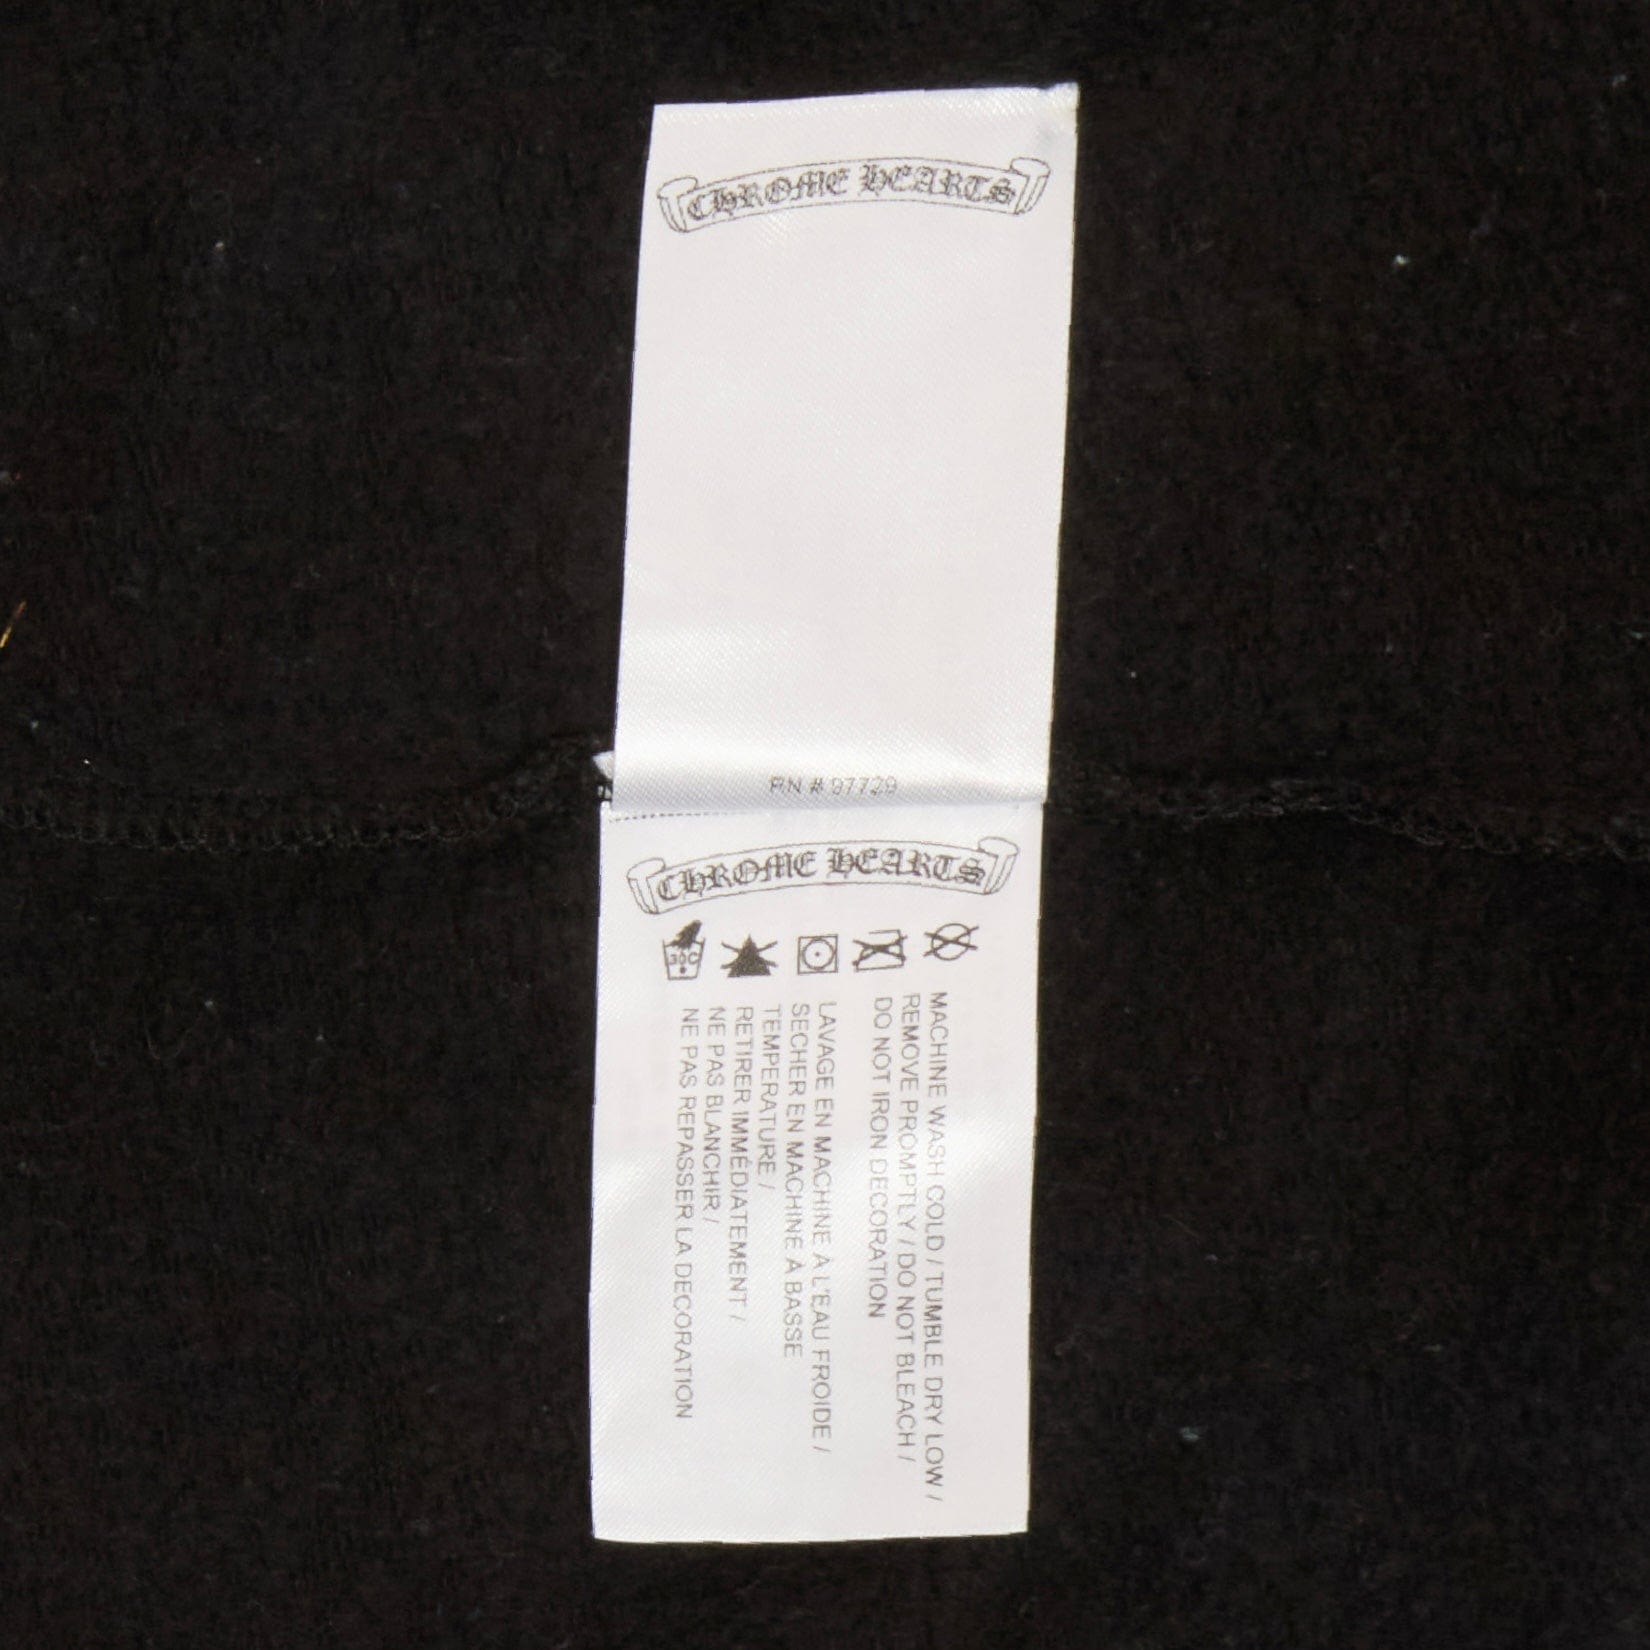 CHROME HEARTS
RN # 97729
CHROME HEARTS
30C
MACHINE WASH COLD / TUMBLE DRY LOW /
REMOVE PROMPTLY / DO NOT BLEACH /
DO NOT IRON DECORATION
LAVAGE EN MACHINE À L'EAU FROIDE /
SECHER EN MACHINE À BASSE
TEMPERATURE /
RETIRER IMMÉDIATEMENT /
NE PAS BLANCHIR /
NE PAS REPASSER LA DECORATION